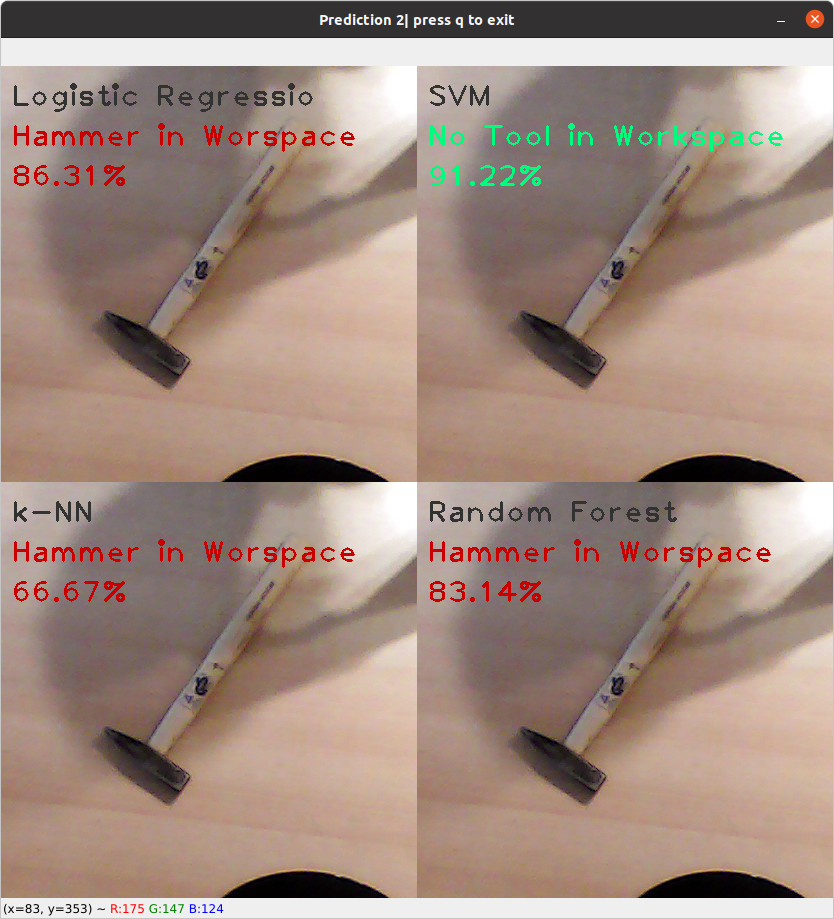 Prediction 2| press q to exit
Logistic Regressio
Hammer in Worspace
86.31%
SVM
No Tool in Workspace
91.22%
k-NN
Hammer in Worspace
66.67%
Random Forest
Hammer in Worspace
83.14%
(x=83, y=353) ~ R:175 G:147 B:124